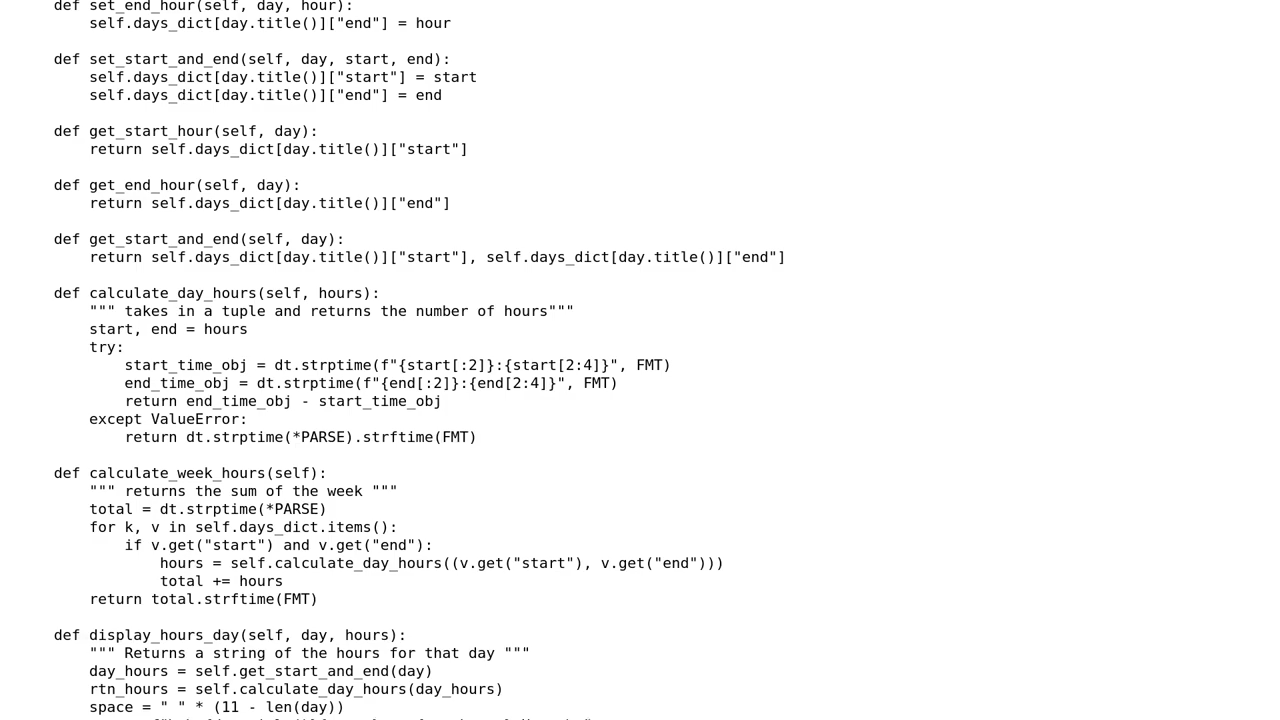 def set_end_hour(self, day, hour):
self.days_dict[day.title()]["end"] = hour
def set_start_and_end(self, day, start, end):
self.days_dict[day.title()]["start"] = start
self.days_dict[day.title()]["end"] = end
def get_start_hour(self, day):
return self.days_dict[day.title()]["start"]
def get_end_hour(self, day):
return self.days_dict[day.title()]["end"]
def get_start_and_end(self, day):
return self.days_dict[day.title()]["start"], self.days_dict[day.title()]["end"]
def calculate_day_hours(self, hours):
""" takes in a tuple and returns the number of hours"""
start, end = hours
try:
start_time_obj = dt.strptime(f"{start[:2]}:{start[2:4]}", FMT)
end_time_obj = dt.strptime(f"{end[:2]}:{end[2:4]}", FMT)
return end_time_obj - start_time_obj
except ValueError:
return dt.strptime(*PARSE).strftime(FMT)
def calculate_week_hours(self):
""" returns the sum of the week """
total = dt.strptime(*PARSE)
for k, v in self.days_dict.items():
if v.get("start") and v.get("end"):
hours = self.calculate_day_hours((v.get("start"), v.get("end")))
total += hours
return total.strftime(FMT)
def display_hours_day(self, day, hours):
""" Returns a string of the hours for that day """
day_hours = self.get_start_and_end(day)
rtn_hours = self.calculate_day_hours(day_hours)
space = " " * (11 - len(day))